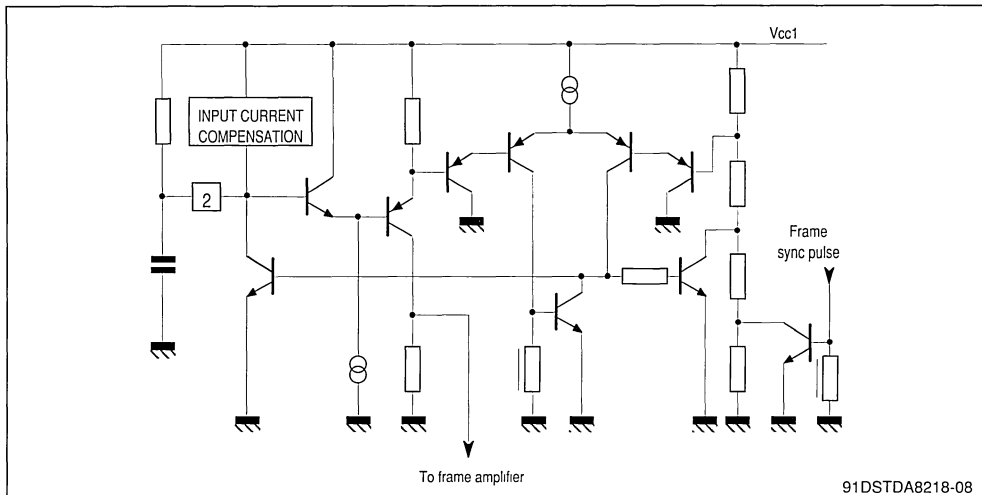 Vcc1
INPUT CURRENT
COMPENSATION
2
Frame
sync pulse
To frame amplifier
91DSTDA8218-08